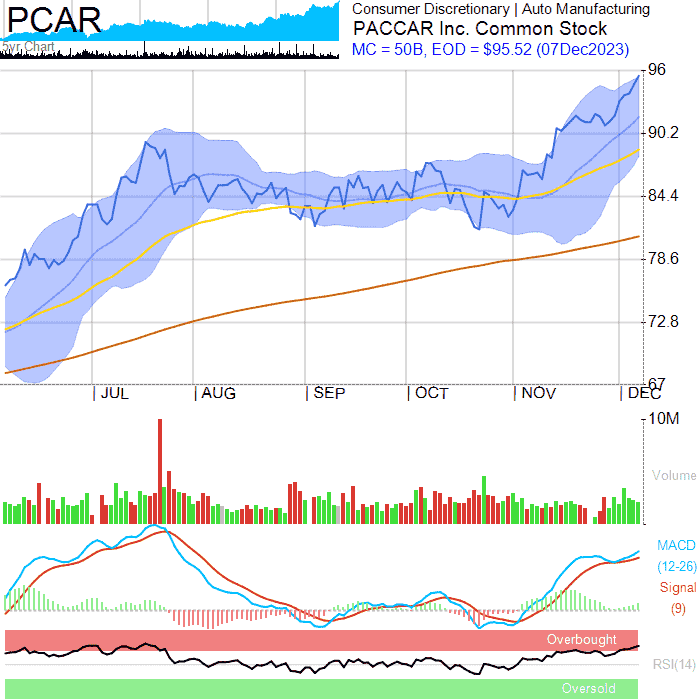 PCAR
5yr Chart
Consumer Discretionary | Auto Manufacturing
PACCAR Inc. Common Stock
MC = 50B, EOD = $95.52 (07Dec2023)
96
90.2
84.4
78.6
72.8
67
JUL AUG SEP OCT NOV DEC
10M
Volume
MACD
(12-26)
Signal
(9)
Overbought
RSI(14)
Oversold